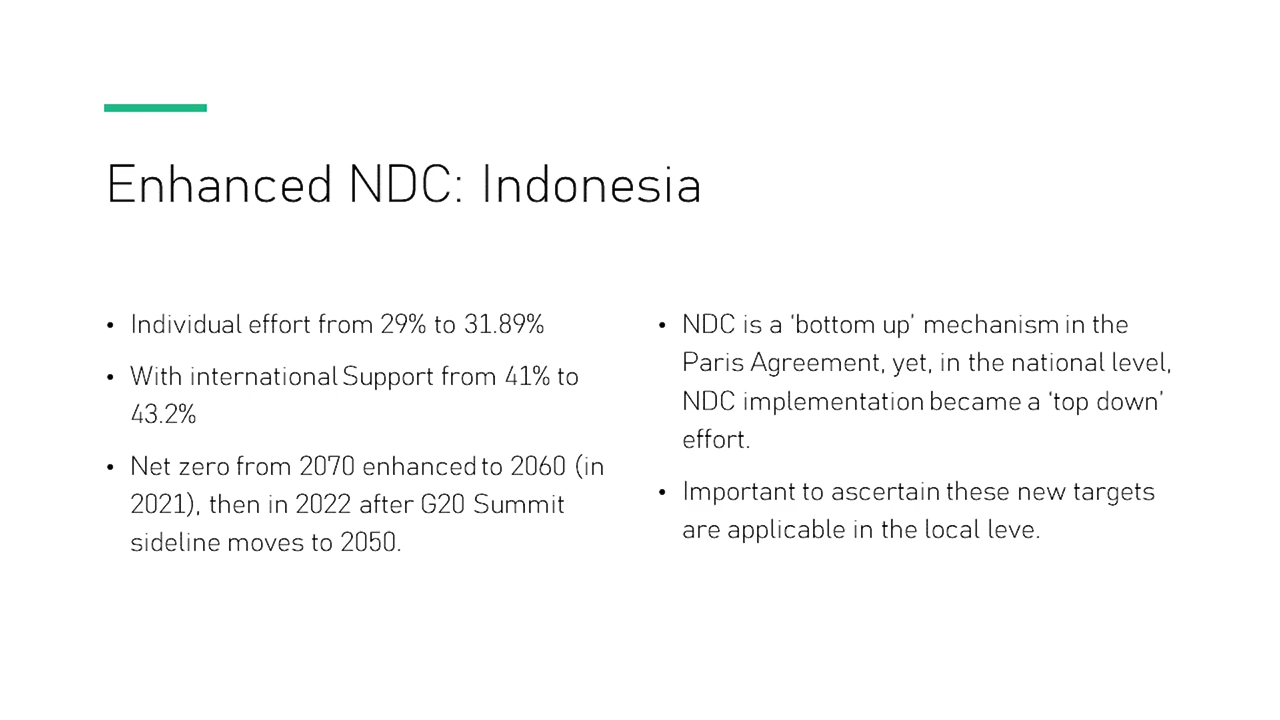 Enhanced NDC: Indonesia
• Individual effort from 29% to 31.89%
• With international Support from 41% to
43.2%
• Net zero from 2070 enhanced to 2060 (in
2021), then in 2022 after G20 Summit
sideline moves to 2050.
• NDC is a ‘bottom up’ mechanism in the
Paris Agreement, yet, in the national level,
NDC implementation became a ‘top down’
effort.
• Important to ascertain these new targets
are applicable in the local leve.